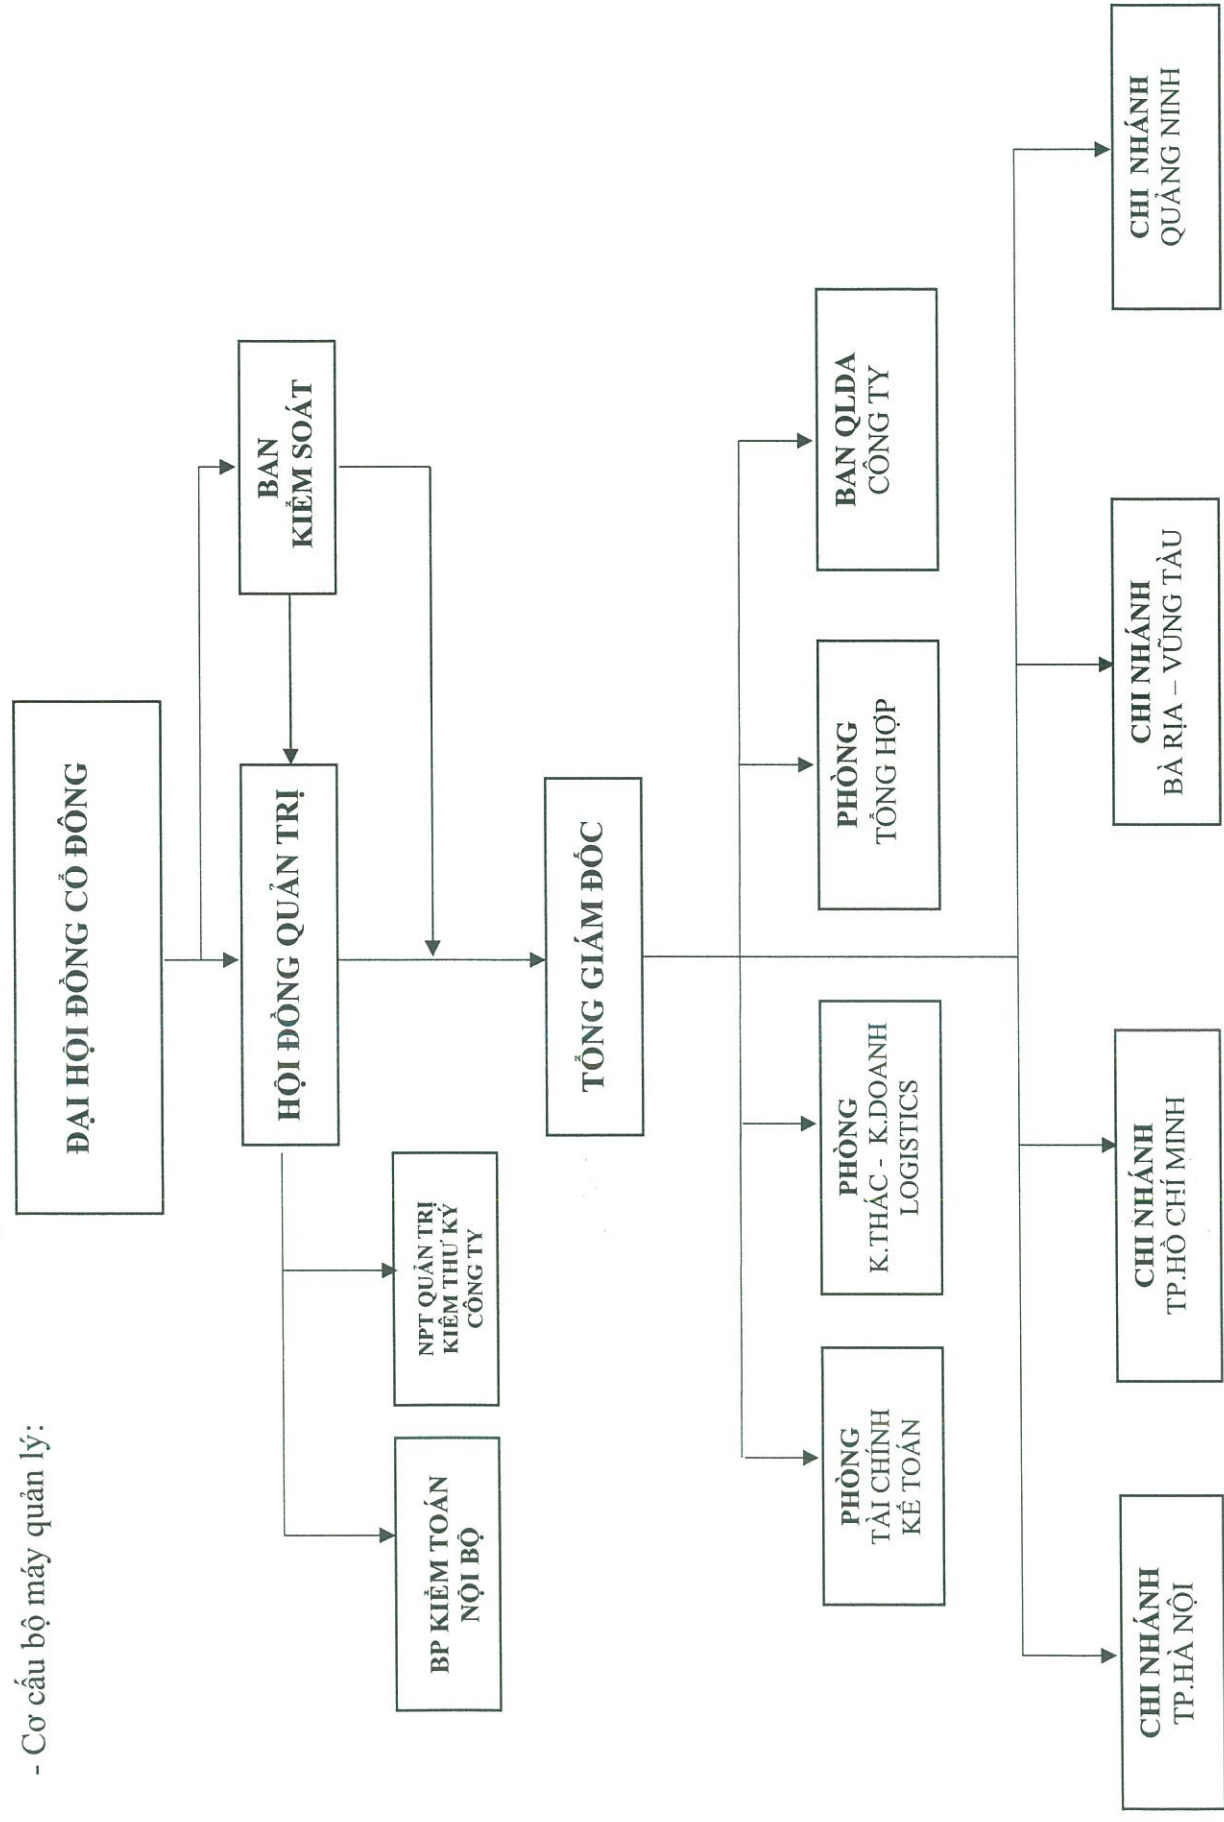 - Cơ cấu bộ máy quản lý:
ĐẠI HỘI ĐỒNG CỔ ĐÔNG
HỘI ĐỒNG QUẢN TRỊ
BAN
KIỂM SOÁT
BP KIỂM TOÁN
NỘI BỘ
NPT QUẢN TRỊ
KIÊM THƯ KÝ
CÔNG TY
TỔNG GIÁM ĐỐC
PHÒNG
TÀI CHÍNH
KẾ TOÁN
PHÒNG
K.THÁC - K.DOANH
LOGISTICS
PHÒNG
TỔNG HỢP
BAN QLDA
CÔNG TY
CHI NHÁNH
TP.HÀ NỘI
CHI NHÁNH
TP.HỒ CHÍ MINH
CHI NHÁNH
BÀ RỊA – VŨNG TÀU
CHI NHÁNH
QUẢNG NINH